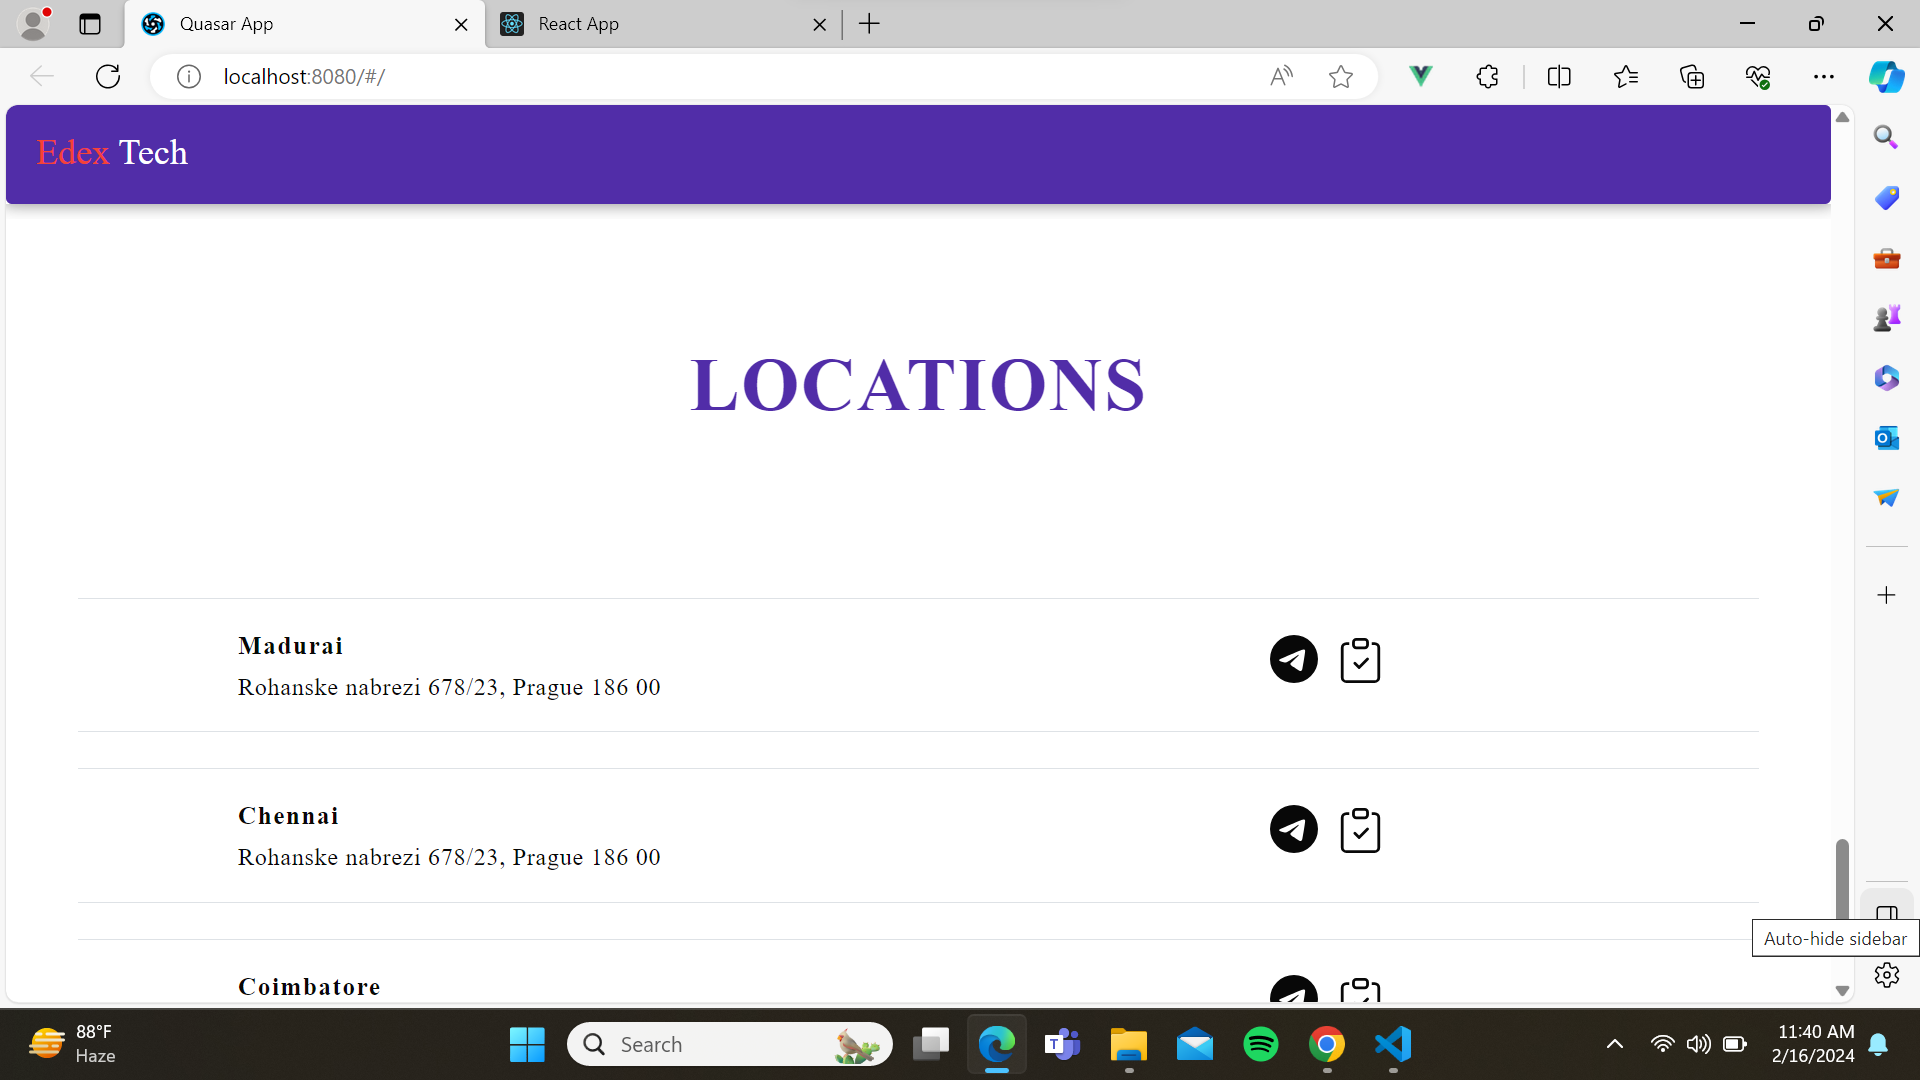 Quasar App
React App
localhost:8080/#/
Edex Tech
LOCATIONS
Madurai
Rohanske nabrezi 678/23, Prague 186 00
Chennai
Rohanske nabrezi 678/23, Prague 186 00
Coimbatore
Auto-hide sidebar
88°F
Haze
Search
11:40 AM
2/16/2024